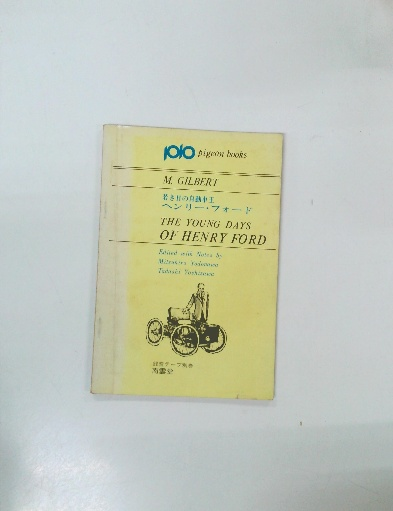 pigeon books
M. GILBERT
若き日の自動車王
ヘンリー・フォード
THE YOUNG DAYS
OF HENRY FORD
Edited with Notes by
南雲堂